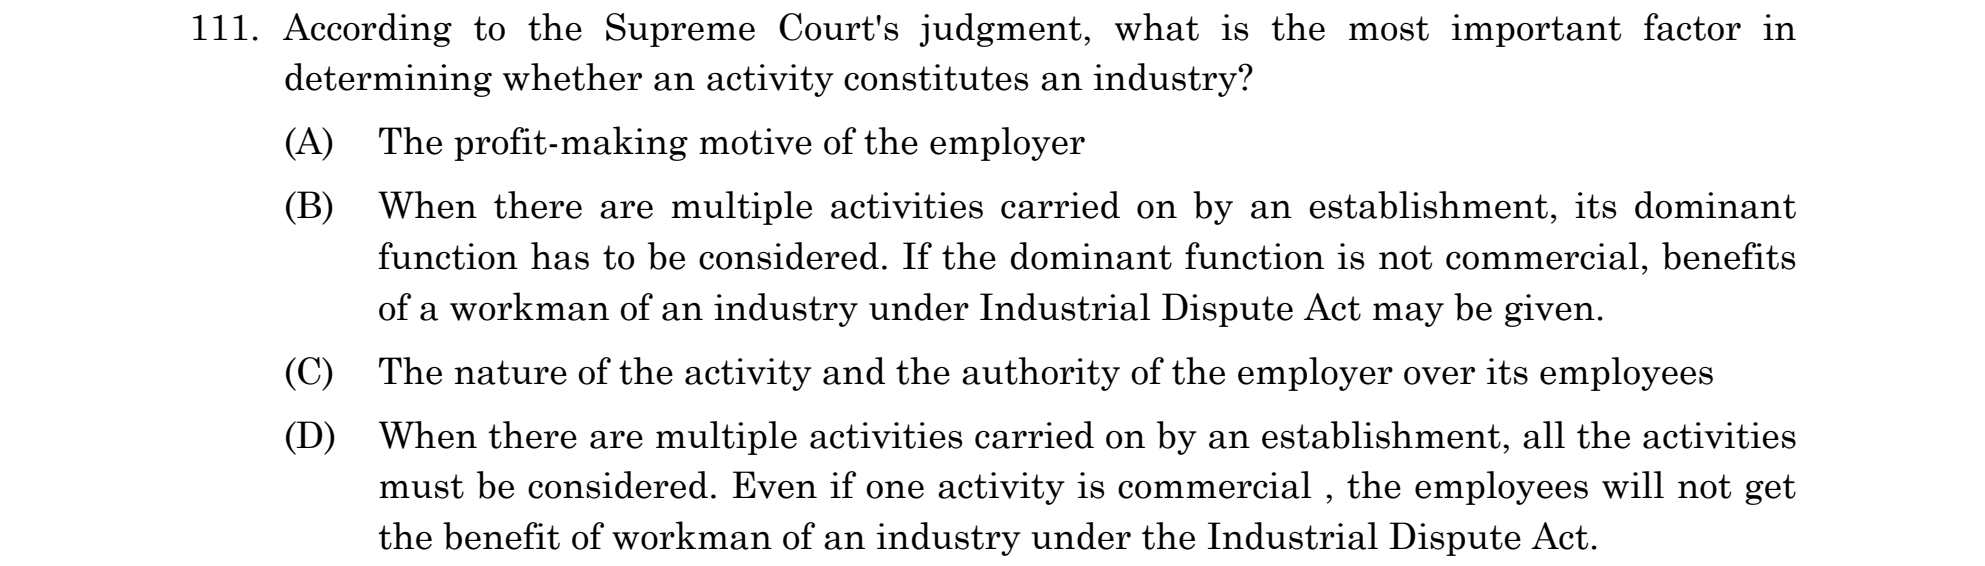 111. According to the Supreme Court's judgment, what is the most important factor in
determining whether an activity constitutes an industry?
(A) The profit-making motive of the employer
(B) When there are multiple activities carried on by an establishment, its dominant
function has to be considered. If the dominant function is not commercial, benefits
of a workman of an industry under Industrial Dispute Act may be given.
(C) The nature of the activity and the authority of the employer over its employees
(D) When there are multiple activities carried on by an establishment, all the activities
must be considered. Even if one activity is commercial , the employees will not get
the benefit of workman of an industry under the Industrial Dispute Act.